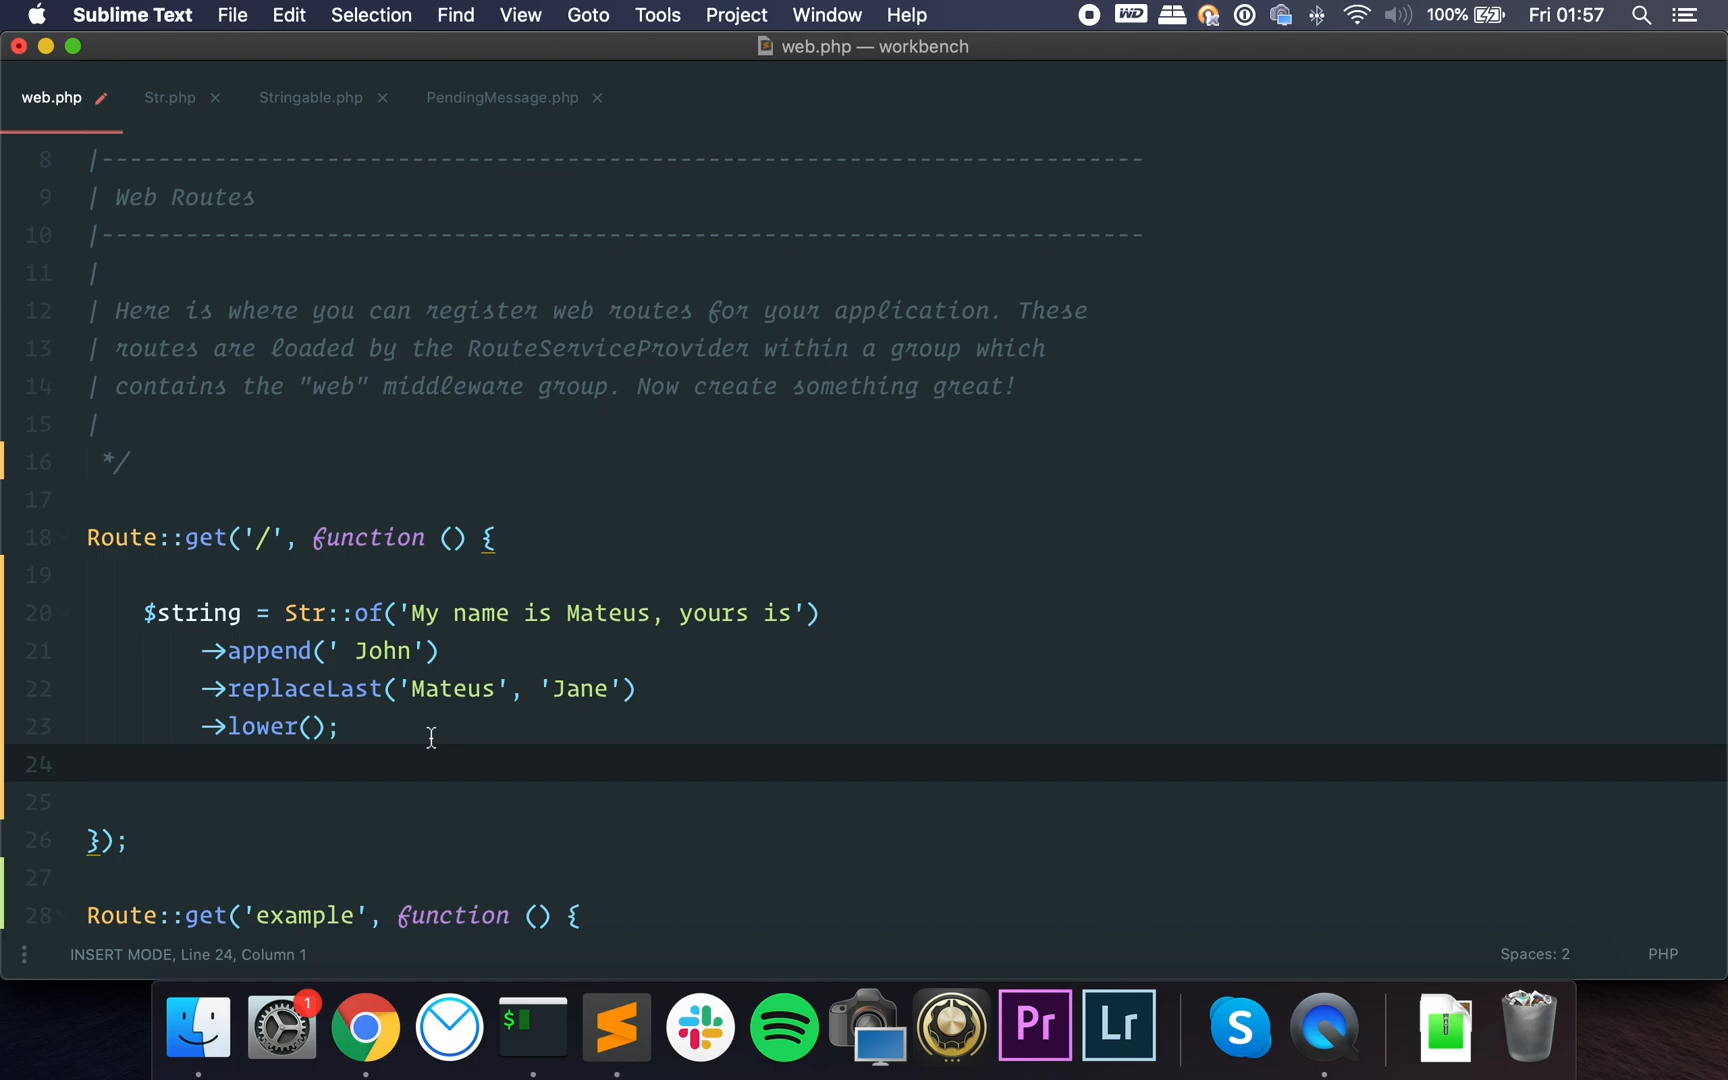 Sublime Text File Edit Selection Find View Goto Tools Project Window Help WD 100% Fri 01:57
web.php — workbench
web.php Str.php × Stringable.php × PendingMessage.php ×
8 |--------------------------------------------------------------------------
9 | Web Routes
10 |--------------------------------------------------------------------------
11 |
12 | Here is where you can register web routes for your application. These
13 | routes are loaded by the RouteServiceProvider within a group which
14 | contains the "web" middleware group. Now create something great!
15 |
16 */
17
18 Route::get('/', function () {
19
20 $string = Str::of('My name is Mateus, yours is')
21 →append(' John')
22 →replaceLast('Mateus', 'Jane')
23 →lower();
24
25
26 });
27
28 Route::get('example', function () {
INSERT MODE, Line 24, Column 1 Spaces: 2 PHP
1
$ S Pr Lr